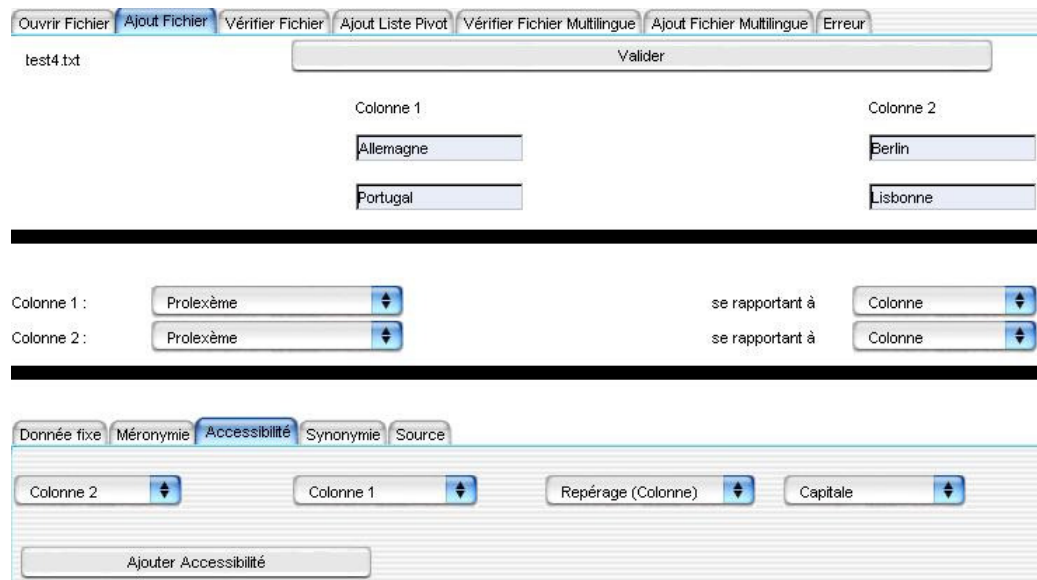 Ouvrir Fichier Ajout Fichier Vérifier Fichier Ajout Liste Pivot Vérifier Fichier Multilingue Ajout Fichier Multilingue Erreur
test4.txt Valider
Colonne 1 Colonne 2
Allemagne Berlin
Portugal Lisbonne
Colonne 1 : Prolexème se rapportant à Colonne
Colonne 2 : Prolexème se rapportant à Colonne
Donnée fixe Méronymie Accessibilité Synonymie Source
Colonne 2 Colonne 1 Repérage (Colonne) Capitale
Ajouter Accessibilité